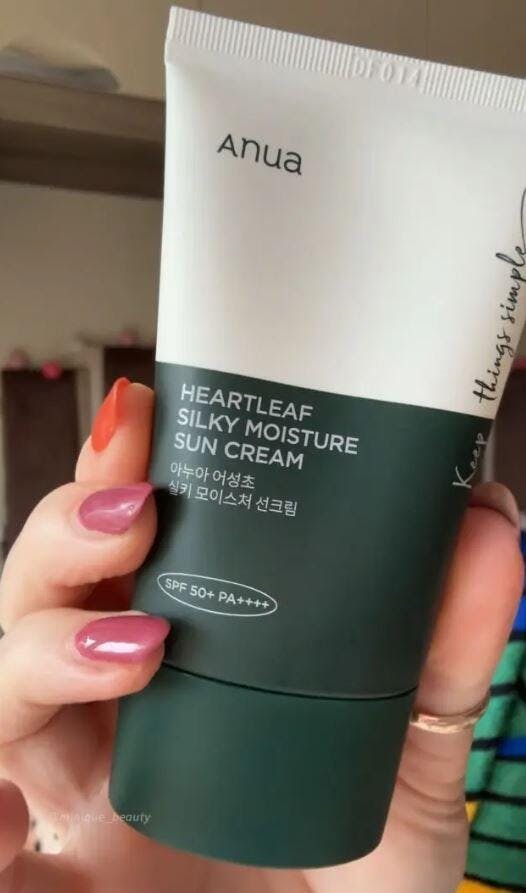 Anua
Keep things simple
HEARTLEAF
SILKY MOISTURE
SUN CREAM
아누아 어성초
실키 모이스처 선크림
SPF 50+ PA++++